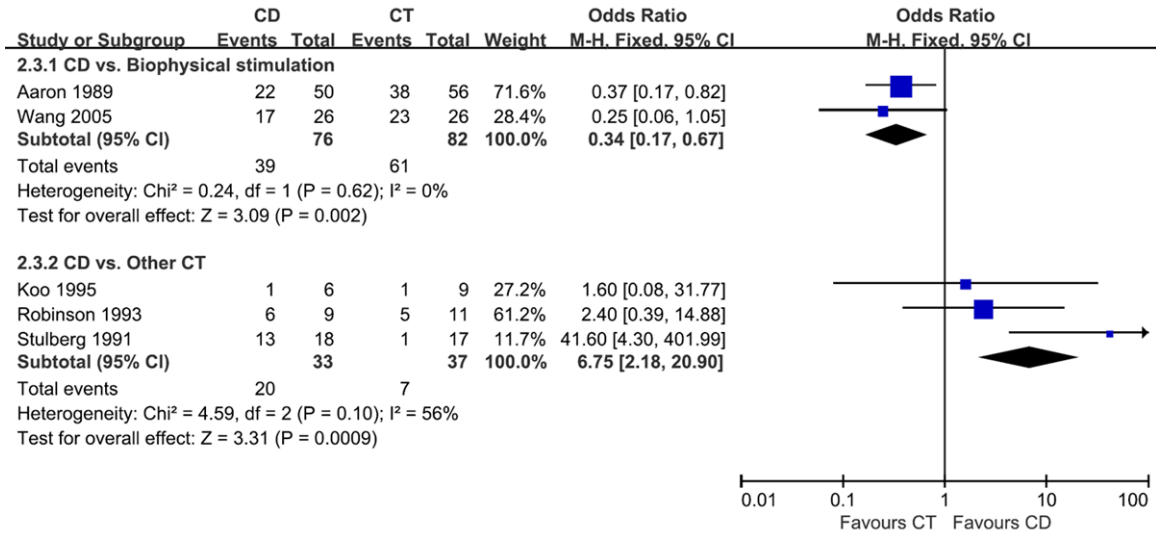 CD CT Odds Ratio Odds Ratio
Study or Subgroup Events Total Events Total Weight M-H. Fixed. 95% CI M-H. Fixed. 95% CI
2.3.1 CD vs. Biophysical stimulation
Aaron 1989 22 50 38 56 71.6% 0.37 [0.17, 0.82]
Wang 2005 17 26 23 26 28.4% 0.25 [0.06, 1.05]
Subtotal (95% CI) 76 82 100.0% 0.34 [0.17, 0.67]
Total events 39 61
Heterogeneity: Chi² = 0.24, df = 1 (P = 0.62); I² = 0%
Test for overall effect: Z = 3.09 (P = 0.002)
2.3.2 CD vs. Other CT
Koo 1995 1 6 1 9 27.2% 1.60 [0.08, 31.77]
Robinson 1993 6 9 5 11 61.2% 2.40 [0.39, 14.88]
Stulberg 1991 13 18 1 17 11.7% 41.60 [4.30, 401.99]
Subtotal (95% CI) 33 37 100.0% 6.75 [2.18, 20.90]
Total events 20 7
Heterogeneity: Chi² = 4.59, df = 2 (P = 0.10); I² = 56%
Test for overall effect: Z = 3.31 (P = 0.0009)
0.01 0.1 1 10 100
Favours CT Favours CD